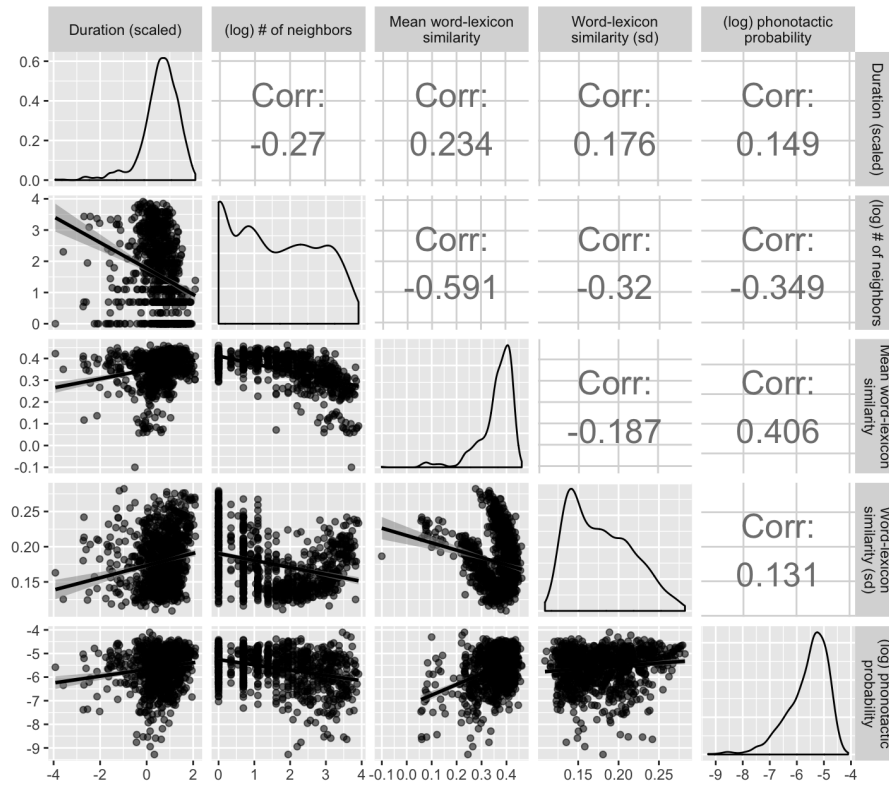 Duration (scaled)
(log) # of neighbors
Mean word-lexicon
similarity
Word-lexicon
similarity (sd)
(log) phonotactic
probability
0.6
0.4
0.2
0.0
Corr:
-0.27
Corr:
0.234
Corr:
0.176
Corr:
0.149
Duration (scaled)
4
3
2
1
0
Corr:
-0.591
Corr:
-0.32
Corr:
-0.349
(log) # of neighbors
0.4
0.3
0.2
0.1
0.0
-0.1
Corr:
-0.187
Corr:
0.406
Mean word-lexicon
similarity
0.25
0.20
0.15
Corr:
0.131
Word-lexicon
similarity (sd)
-4
-5
-6
-7
-8
-9
(log) phonotactic
probability
-4 -2 0 2
0 1 2 3 4
-0.1 0.0 0.1 0.2 0.3 0.4
0.15 0.20 0.25
-9 -8 -7 -6 -5 -4